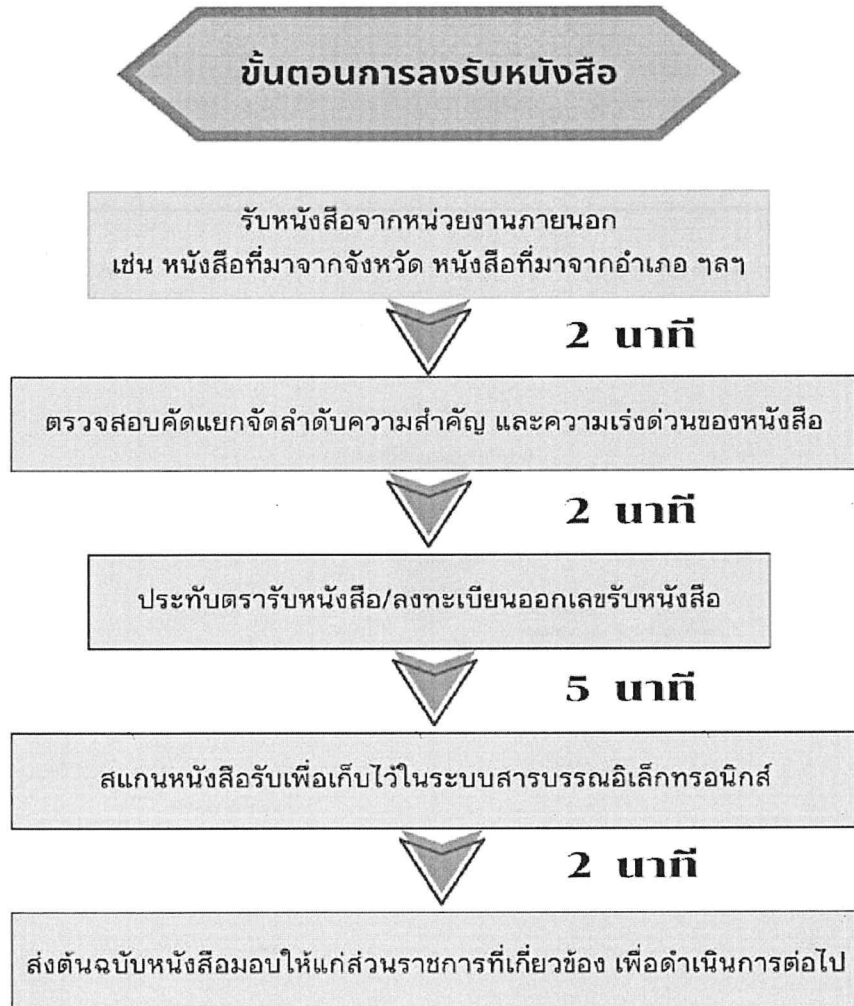 ขั้นตอนการลงรับหนังสือ
รับหนังสือจากหน่วยงานภายนอก
เช่น หนังสือที่มาจากจังหวัด หนังสือที่มาจากอำเภอ ๆลๆ
2 นาที
ตรวจสอบคัดแยกจัดลำดับความสำคัญ และความเร่งด่วนของหนังสือ
2 นาที
ประทับตรารับหนังสือ/ลงทะเบียนออกเลขรับหนังสือ
5 นาที
สแกนหนังสือรับเพื่อเก็บไว้ในระบบสารบรรณอิเล็กทรอนิกส์
2 นาที
ส่งต้นฉบับหนังสือมอบให้แก่ส่วนราชการที่เกี่ยวข้อง เพื่อดำเนินการต่อไป